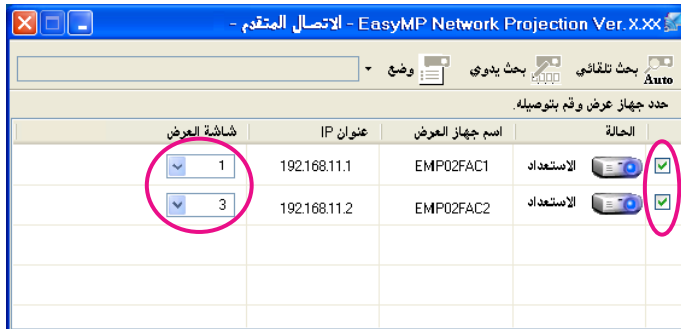 EasyMP Network Projection Ver.X.XX - الاتصال المتقدم -
Auto بحث تلقائي بحث يدوي وضع
حدد جهاز عرض وقم بتوصيله.
الحالة اسم جهاز العرض عنوان IP شاشة العرض
الاستعداد EMP02FAC1 192.168.11.1 1
الاستعداد EMP02FAC2 192.168.11.2 3